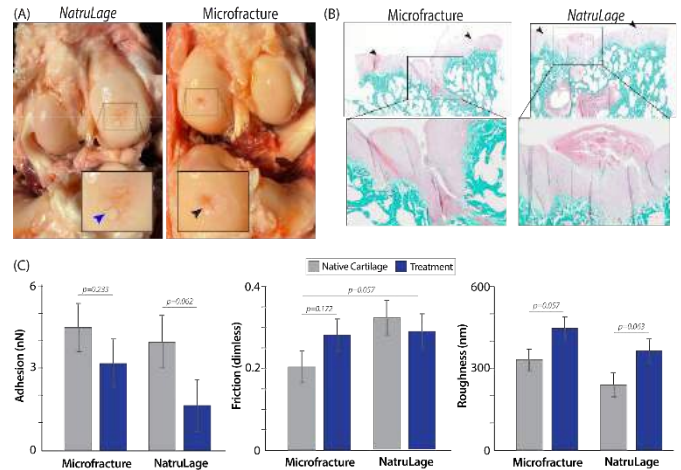 (A)
NatruLage
Microfracture
(B)
Microfracture
NatruLage
(C)
Native Cartilage
Treatment
Adhesion (nN)
6
3
0
p=0.233
p=0.062
Microfracture
NatruLage
Friction (dimless)
0.4
0.2
0
p=0.057
p=0.172
Microfracture
NatruLage
Roughness (nm)
600
300
0
p=0.057
p=0.063
Microfracture
NatruLage